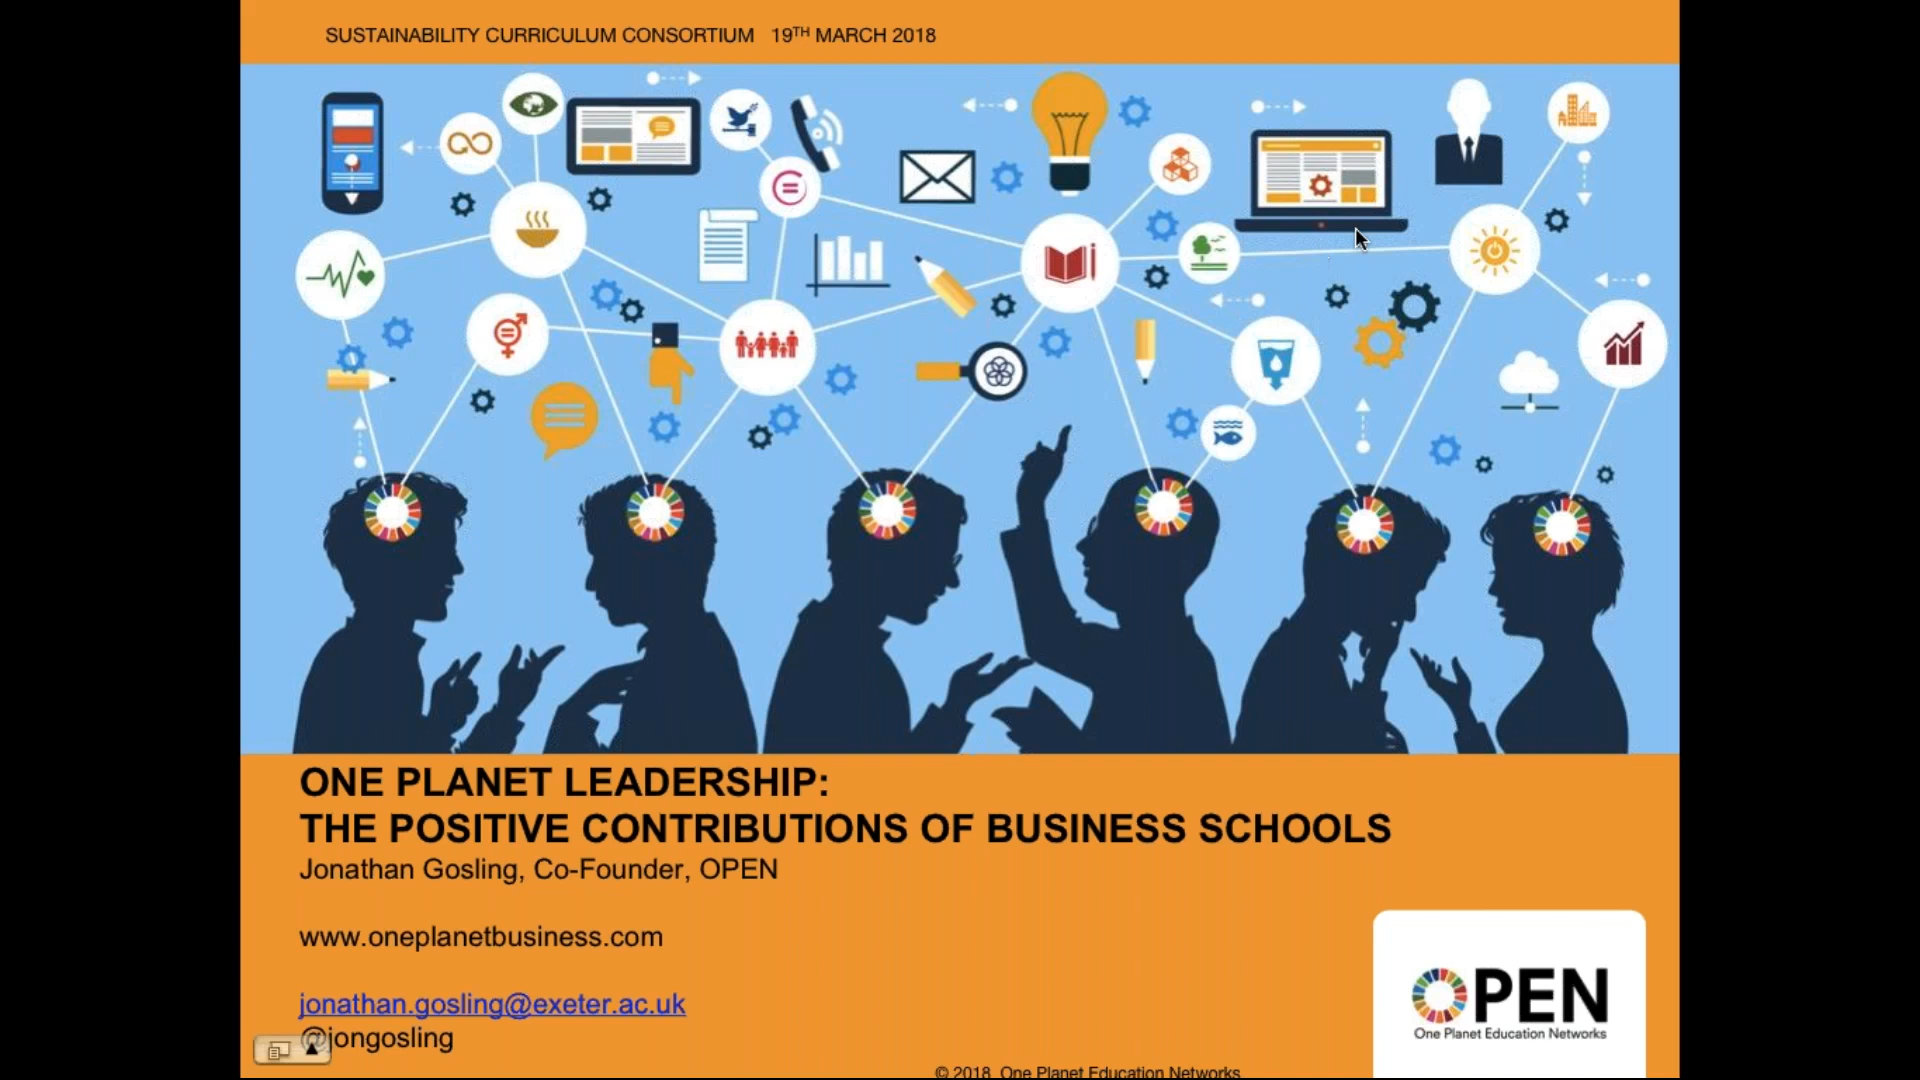 SUSTAINABILITY CURRICULUM CONSORTIUM 19TH MARCH 2018
ONE PLANET LEADERSHIP:
THE POSITIVE CONTRIBUTIONS OF BUSINESS SCHOOLS
Jonathan Gosling, Co-Founder, OPEN
www.oneplanetbusiness.com
jonathan.gosling@exeter.ac.uk
@jongosling
OPEN
One Planet Education Networks
© 2018 One Planet Education Networks